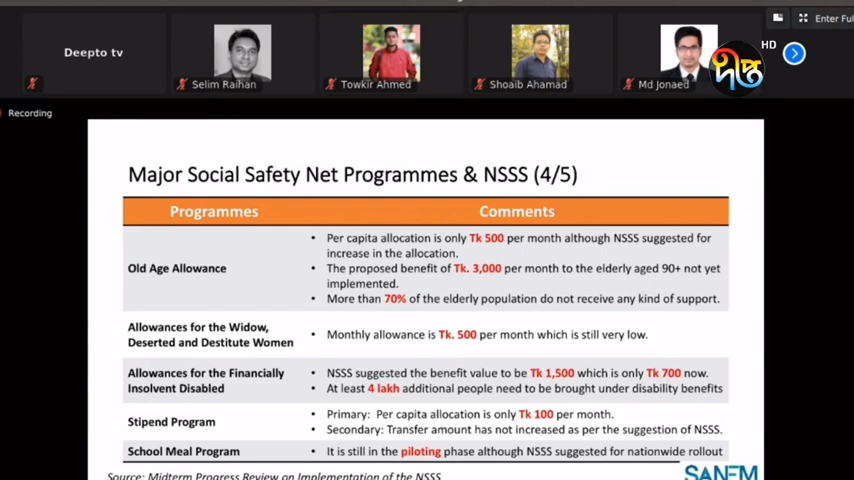 Enter Ful
Deepto tv
Selim Raihan
Towkir Ahmed
Shoaib Ahamad
Md Jonaed
দীপ্ত
HD
Recording
Major Social Safety Net Programmes & NSSS (4/5)
Programmes
Comments
Old Age Allowance
• Per capita allocation is only Tk 500 per month although NSSS suggested for
increase in the allocation.
• The proposed benefit of Tk. 3,000 per month to the elderly aged 90+ not yet
implemented.
• More than 70% of the elderly population do not receive any kind of support.
Allowances for the Widow,
Deserted and Destitute Women
• Monthly allowance is Tk. 500 per month which is still very low.
Allowances for the Financially
Insolvent Disabled
• NSSS suggested the benefit value to be Tk 1,500 which is only Tk 700 now.
• At least 4 lakh additional people need to be brought under disability benefits
Stipend Program
• Primary: Per capita allocation is only Tk 100 per month.
• Secondary: Transfer amount has not increased as per the suggestion of NSSS.
School Meal Program
• It is still in the piloting phase although NSSS suggested for nationwide rollout
Source: Midterm Progress Review on Implementation of the NSSS
SANEM